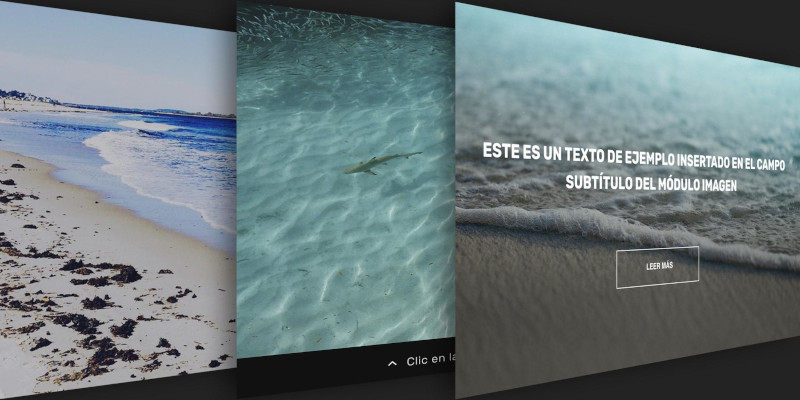 ESTE ES UN TEXTO DE EJEMPLO INSERTADO EN EL CAMPO
SUBTÍTULO DEL MÓDULO IMAGEN
LEER MÁS
Clic en la